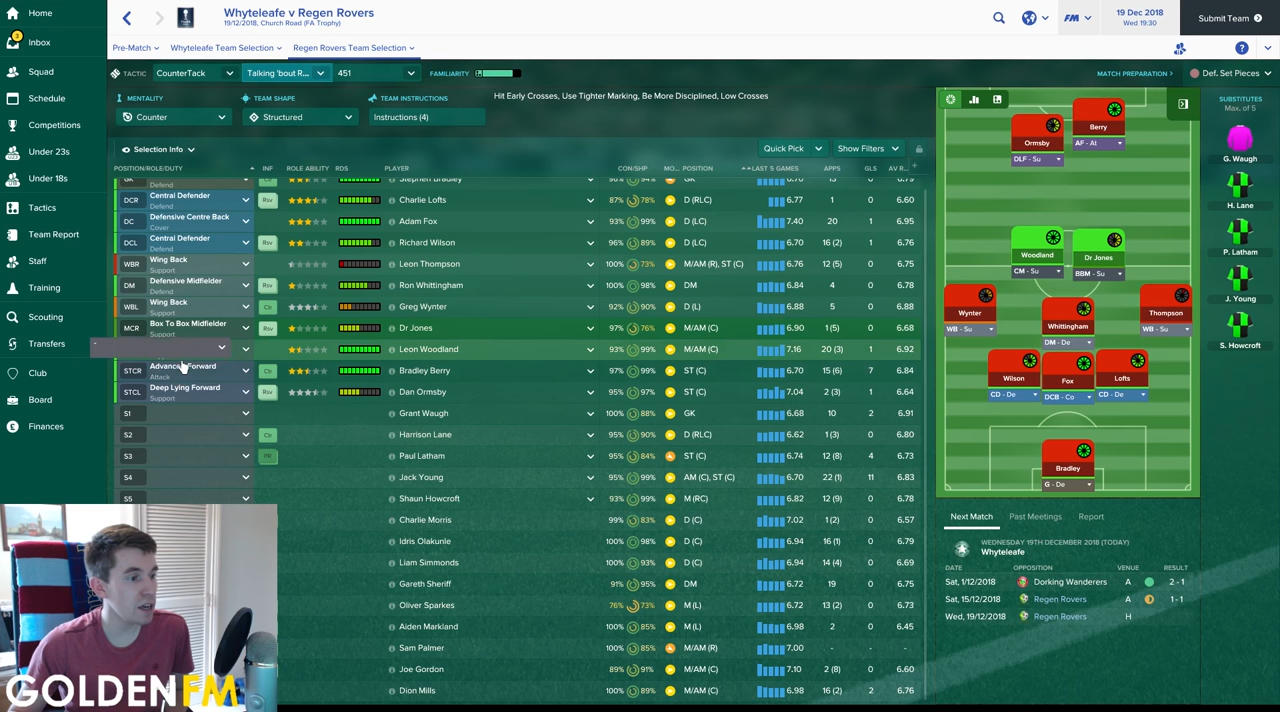 Home
3
Inbox
Squad
Schedule
Competitions
Under 23s
Under 18s
Tactics
Team Report
Staff
Training
Scouting
Transfers
Club
Board
Finances
Whyteleafe v Regen Rovers
19/12/2018, Church Road (FA Trophy)
FM
19 Dec 2018
Wed 19:30
Submit Team
Pre-Match
Whyteleafe Team Selection
Regen Rovers Team Selection
?
TACTIC
CounterTack
Talking 'bout R...
451
FAMILIARITY
MATCH PREPARATION >
Def. Set Pieces
MENTALITY
TEAM SHAPE
TEAM INSTRUCTIONS
Hit Early Crosses, Use Tighter Marking, Be More Disciplined, Low Crosses
Counter
Structured
Instructions (4)
Selection Info
Quick Pick
Show Filters
POSITION/ROLE/DUTY INF ROLE ABILITY RDS PLAYER CON/SHP MO... POSITION LAST 5 GAMES APPS GLS AV R...
Defend
DCR Central Defender Defend Rsv Charlie Lofts 87% 78% D (RLC) 6.77 1 0 6.60
DC Defensive Centre Back Cover Adam Fox 93% 99% D (LC) 7.40 20 1 6.95
DCL Central Defender Defend Rsv Richard Wilson 96% 89% D (LC) 6.70 16 (2) 1 6.76
WBR Wing Back Support Leon Thompson 100% 73% M/AM (R), ST (C) 6.76 12 (5) 0 6.75
DM Defensive Midfielder Defend Rsv Ron Whittingham 100% 98% DM 6.84 4 0 6.78
WBL Wing Back Support Ctr Greg Wynter 92% 90% D (L) 6.88 5 0 6.88
MCR Box To Box Midfielder Support Rsv Dr Jones 97% 76% M/AM (C) 6.90 1 (5) 0 6.68
- Leon Woodland 93% 99% M/AM (C) 7.16 20 (3) 1 6.92
STCR Advanced Forward Attack Ctr Bradley Berry 95% 99% ST (C) 6.70 15 (6) 7 6.84
STCL Deep Lying Forward Support Rsv Dan Ormsby 95% 97% ST (C) 7.04 2 (3) 1 6.64
S1 Grant Waugh 100% 88% GK 6.68 10 2 6.91
S2 Ctr Harrison Lane 95% 90% D (RLC) 6.62 1 (3) 0 6.80
S3 PR Paul Latham 95% 84% ST (C) 6.74 12 (8) 4 6.73
S4 Jack Young 95% 99% AM (C), ST (C) 6.70 22 (1) 11 6.83
S5 Shaun Howcroft 93% 99% M (RC) 6.82 12 (9) 0 6.78
Charlie Morris 99% 83% D (C) 7.02 1 (2) 0 6.57
Idris Olakunle 100% 98% D (C) 6.94 16 (1) 0 6.79
Liam Simmonds 100% 93% D (C) 6.94 14 (4) 0 6.69
Gareth Sheriff 91% 95% DM 6.72 19 0 6.75
Oliver Sparkes 76% 73% M (L) 6.72 13 (2) 0 6.73
Aiden Markland 100% 85% M (L) 6.98 2 0 6.45
Sam Palmer 100% 85% M/AM (R) 7.00 - - -
Joe Gordon 89% 91% M/AM (C) 7.10 2 (8) 0 6.60
Dion Mills 100% 89% M/AM (C) 6.98 16 (2) 2 6.76
Berry
AF - At
Ormsby
DLF - Su
Woodland
CM - Su
Dr Jones
BBM - Su
Wynter
WB - Su
Whittingham
DM - De
Thompson
WB - Su
Wilson
CD - De
Fox
DCB - Co
Lofts
CD - De
Bradley
G - De
SUBSTITUTES
Max. of 5
G. Waugh
H. Lane
P. Latham
J. Young
S. Howcroft
Next Match
Past Meetings
Report
WEDNESDAY 19TH DECEMBER 2018 (TODAY)
Whyteleafe
DATE OPPOSITION VENUE RESULT
Sat, 1/12/2018 Dorking Wanderers A 2 - 1
Sat, 15/12/2018 Regen Rovers A 1 - 1
Wed, 19/12/2018 Regen Rovers H
GOLDENFM